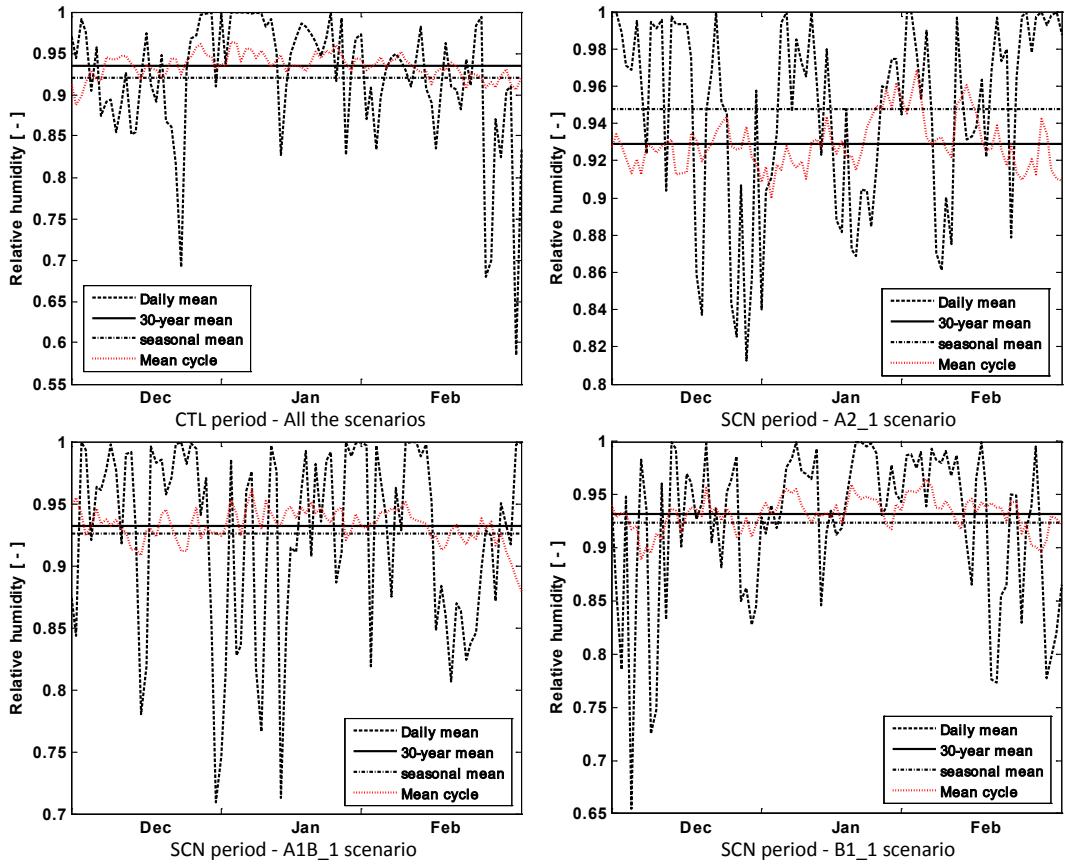 Relative humidity [ - ]
1
0.95
0.9
0.85
0.8
0.75
0.7
0.65
0.6
0.55
Daily mean
30-year mean
seasonal mean
Mean cycle
Dec Jan Feb
CTL period - All the scenarios
Relative humidity [ - ]
1
0.98
0.96
0.94
0.92
0.9
0.88
0.86
0.84
0.82
0.8
Daily mean
30-year mean
seasonal mean
Mean cycle
Dec Jan Feb
SCN period - A2_1 scenario
Relative humidity [ - ]
1
0.95
0.9
0.85
0.8
0.75
0.7
Daily mean
30-year mean
seasonal mean
Mean cycle
Dec Jan Feb
SCN period - A1B_1 scenario
Relative humidity [ - ]
1
0.95
0.9
0.85
0.8
0.75
0.7
0.65
Daily mean
30-year mean
seasonal mean
Mean cycle
Dec Jan Feb
SCN period - B1_1 scenario